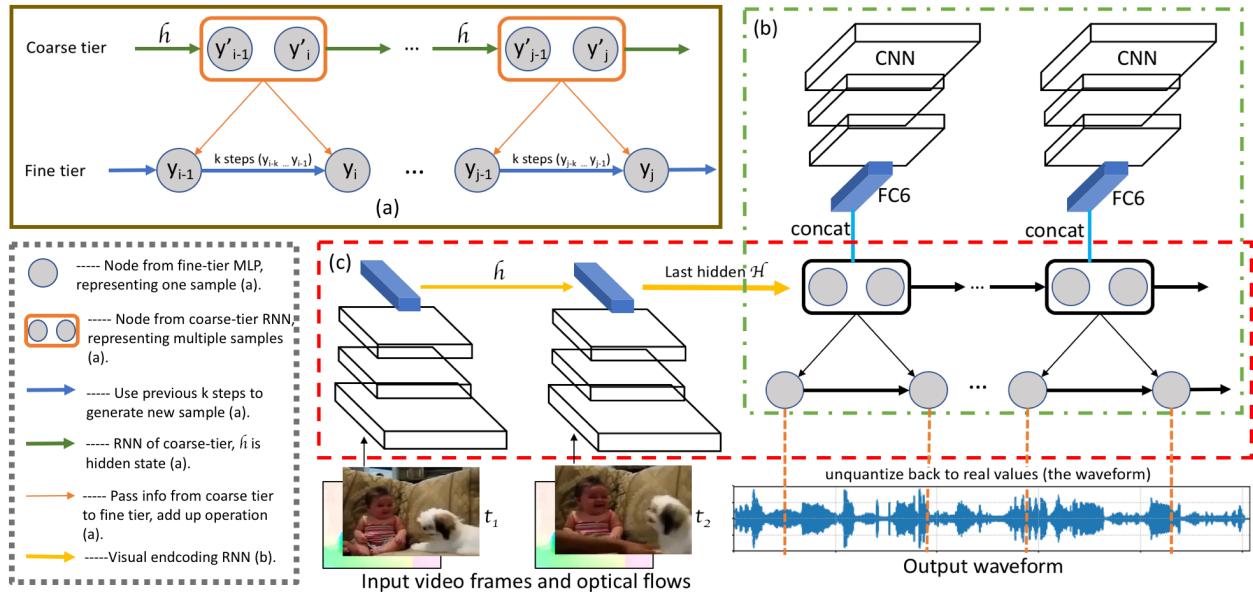 Coarse tier
ℏ
y'i-1
y'i
...
ℏ
y'j-1
y'j
Fine tier
yi-1
k steps (yi-k ... yi-1)
yi
...
yj-1
k steps (yj-k ... yj-1)
yj
(a)
(b)
CNN
CNN
FC6
FC6
concat
concat
...
...
----- Node from fine-tier MLP,
representing one sample (a).
----- Node from coarse-tier RNN,
representing multiple samples
(a).
----- Use previous k steps to
generate new sample (a).
----- RNN of coarse-tier, ℏ is
hidden state (a).
----- Pass info from coarse tier
to fine tier, add up operation
(a).
-----Visual endcoding RNN (b).
(c)
ℏ
Last hidden ℋ
t1
t2
Input video frames and optical flows
unquantize back to real values (the waveform)
Output waveform